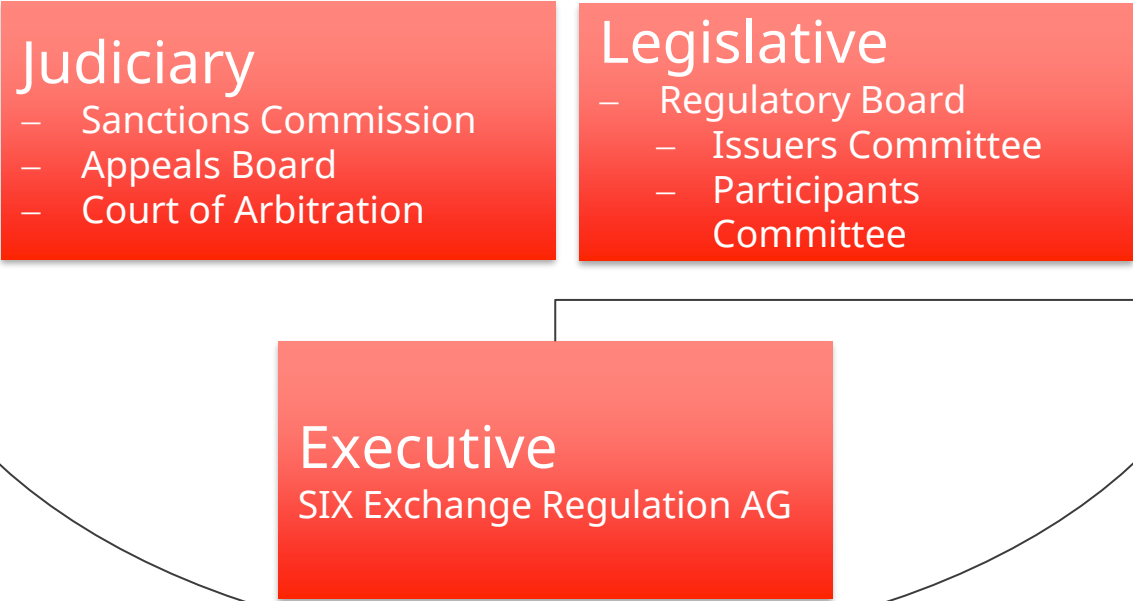 Judiciary
– Sanctions Commission
– Appeals Board
– Court of Arbitration
Legislative
– Regulatory Board
– Issuers Committee
– Participants
Committee
Executive
SIX Exchange Regulation AG